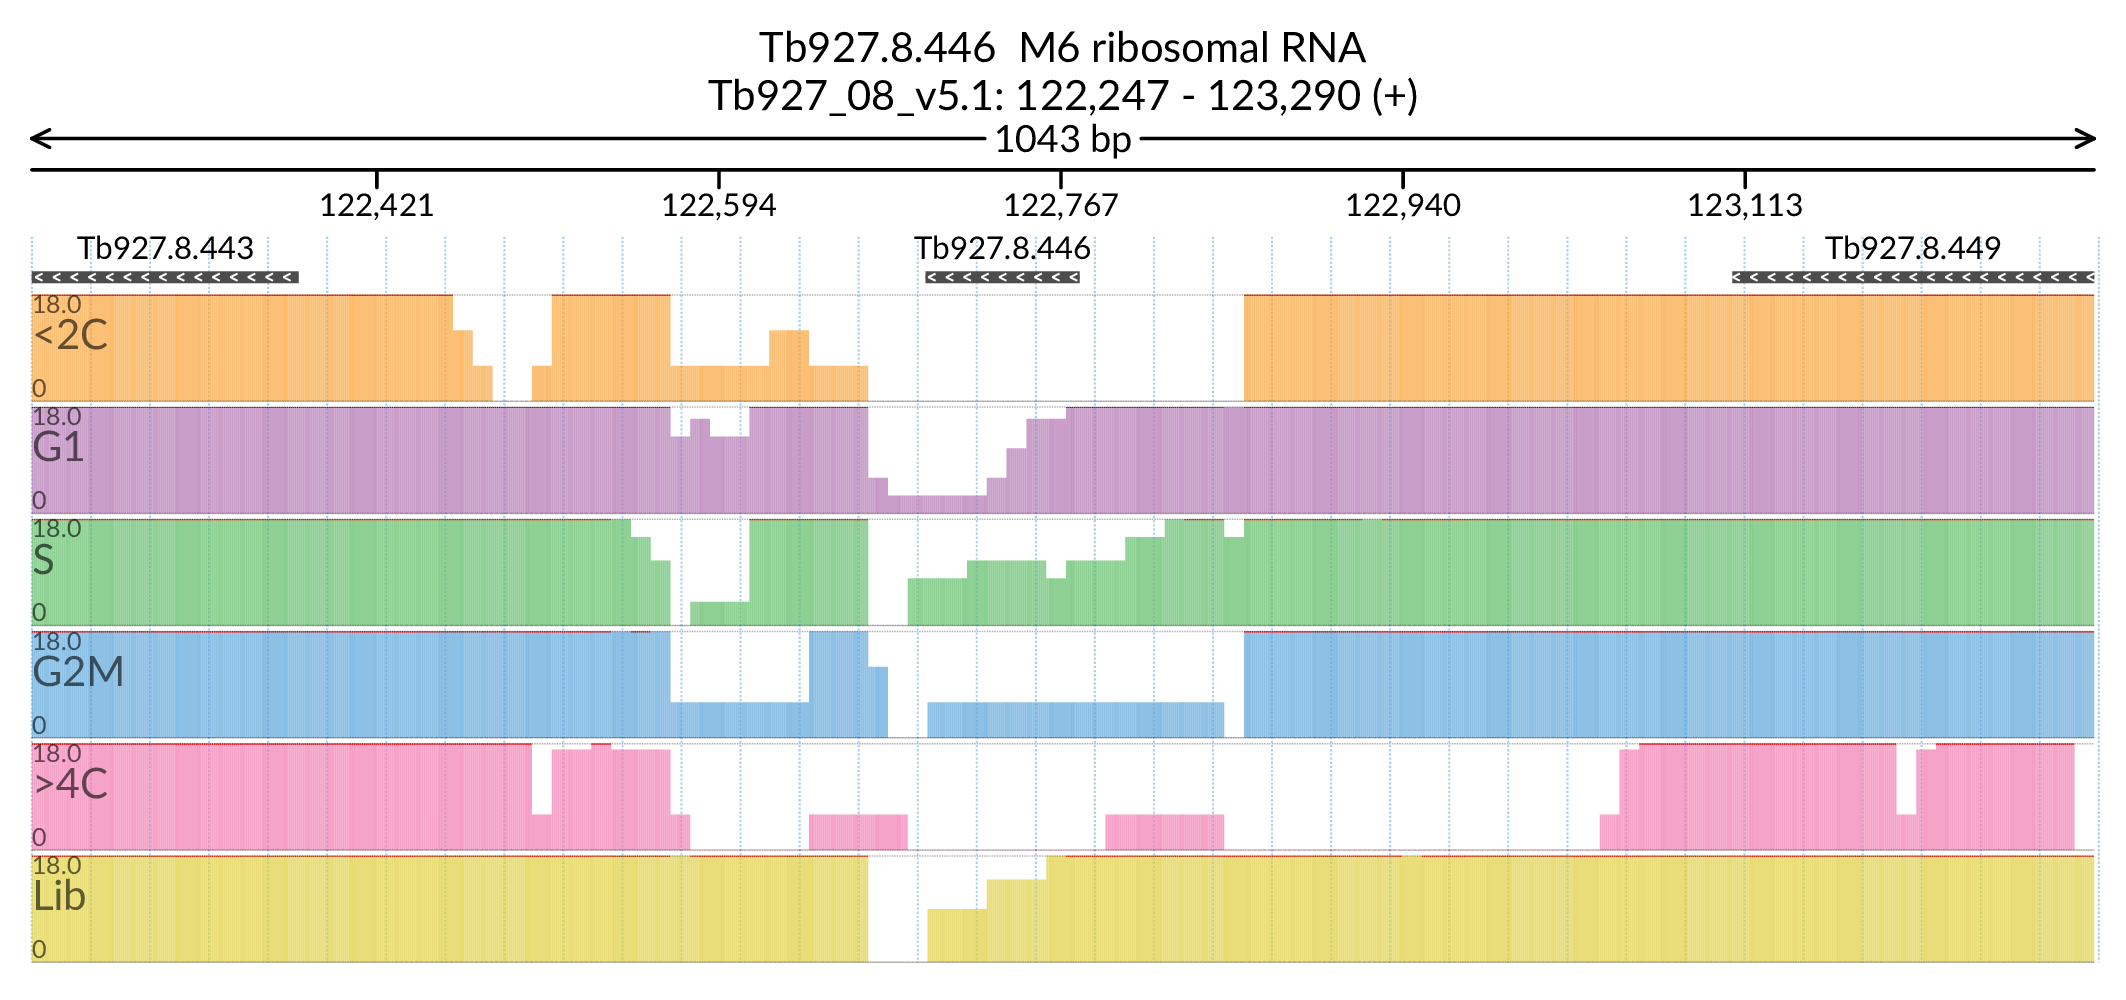 Tb927.8.446  M6 ribosomal RNA
Tb927_08_v5.1: 122,247 - 123,290 (+)
1043 bp
122,421 122,594 122,767 122,940 123,113
Tb927.8.443 Tb927.8.446 Tb927.8.449
18.0
<2C
0
18.0
G1
0
18.0
S
0
18.0
G2M
0
18.0
>4C
0
18.0
Lib
0